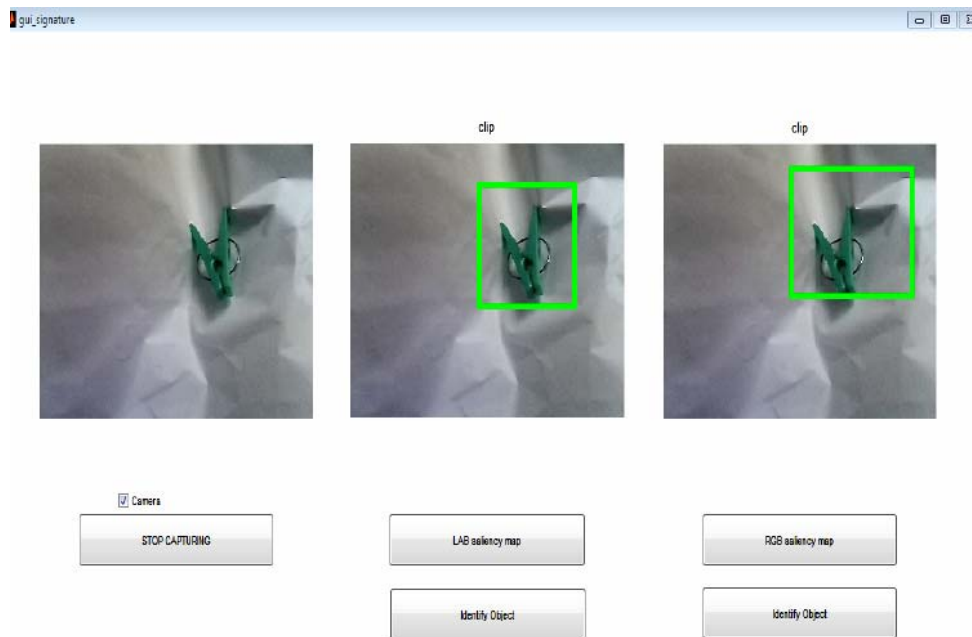 gui_signature
clip
clip
Camera
STOP CAPTURING
LAB saliency map
RGB saliency map
Identify Object
Identify Object